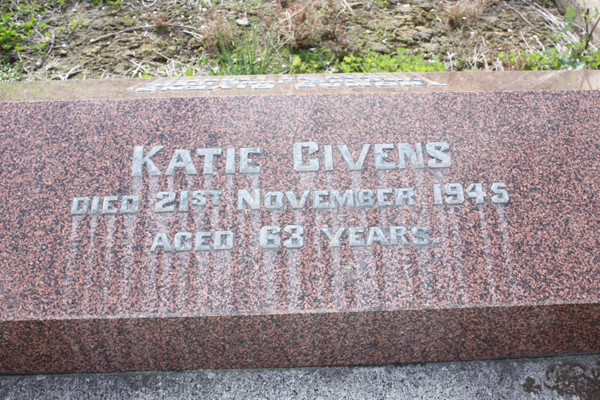 KATIE GIVENS
DIED 21ST NOVEMBER 1945
AGED 63 YEARS.